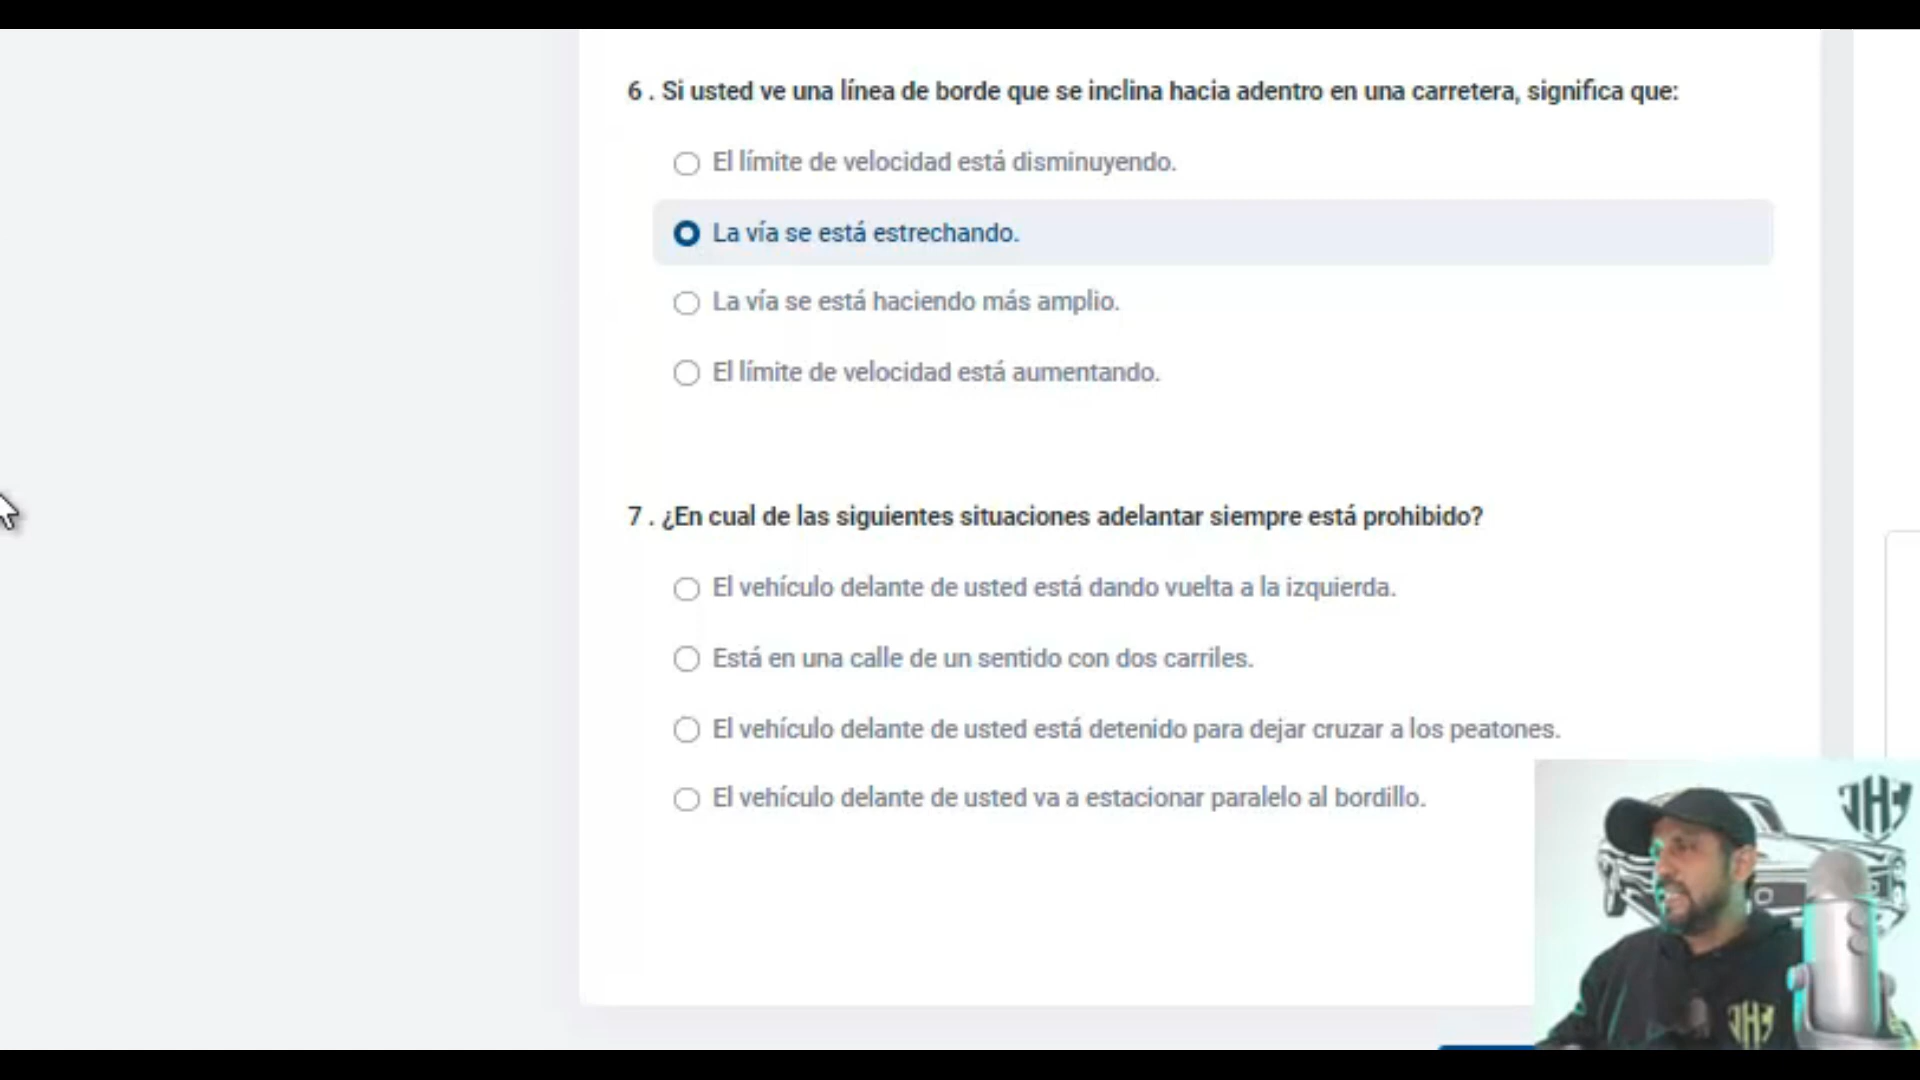 6 . Si usted ve una línea de borde que se inclina hacia adentro en una carretera, significa que:
El límite de velocidad está disminuyendo.
La vía se está estrechando.
La vía se está haciendo más amplio.
El límite de velocidad está aumentando.
7 . ¿En cual de las siguientes situaciones adelantar siempre está prohibido?
El vehículo delante de usted está dando vuelta a la izquierda.
Está en una calle de un sentido con dos carriles.
El vehículo delante de usted está detenido para dejar cruzar a los peatones.
El vehículo delante de usted va a estacionar paralelo al bordillo.